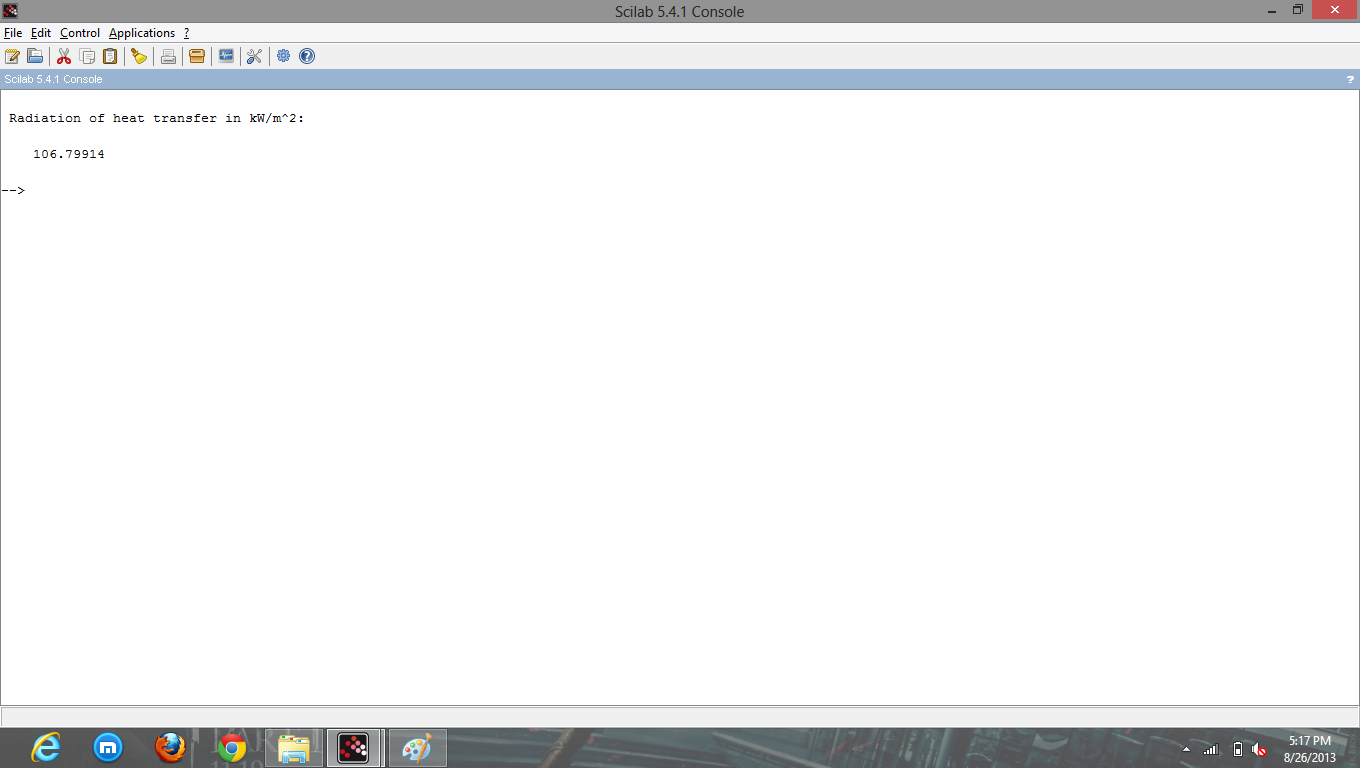 Scilab 5.4.1 Console
File Edit Control Applications ?
Scilab 5.4.1 Console ?
Radiation of heat transfer in kW/m^2:
106.79914
-->
5:17 PM
8/26/2013